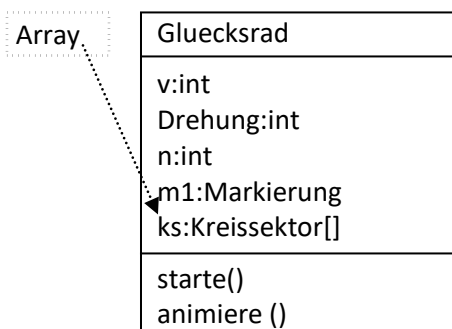 Array
Gluecksrad
v:int
Drehung:int
n:int
m1:Markierung
ks:Kreissektor[]
starte()
animiere ()